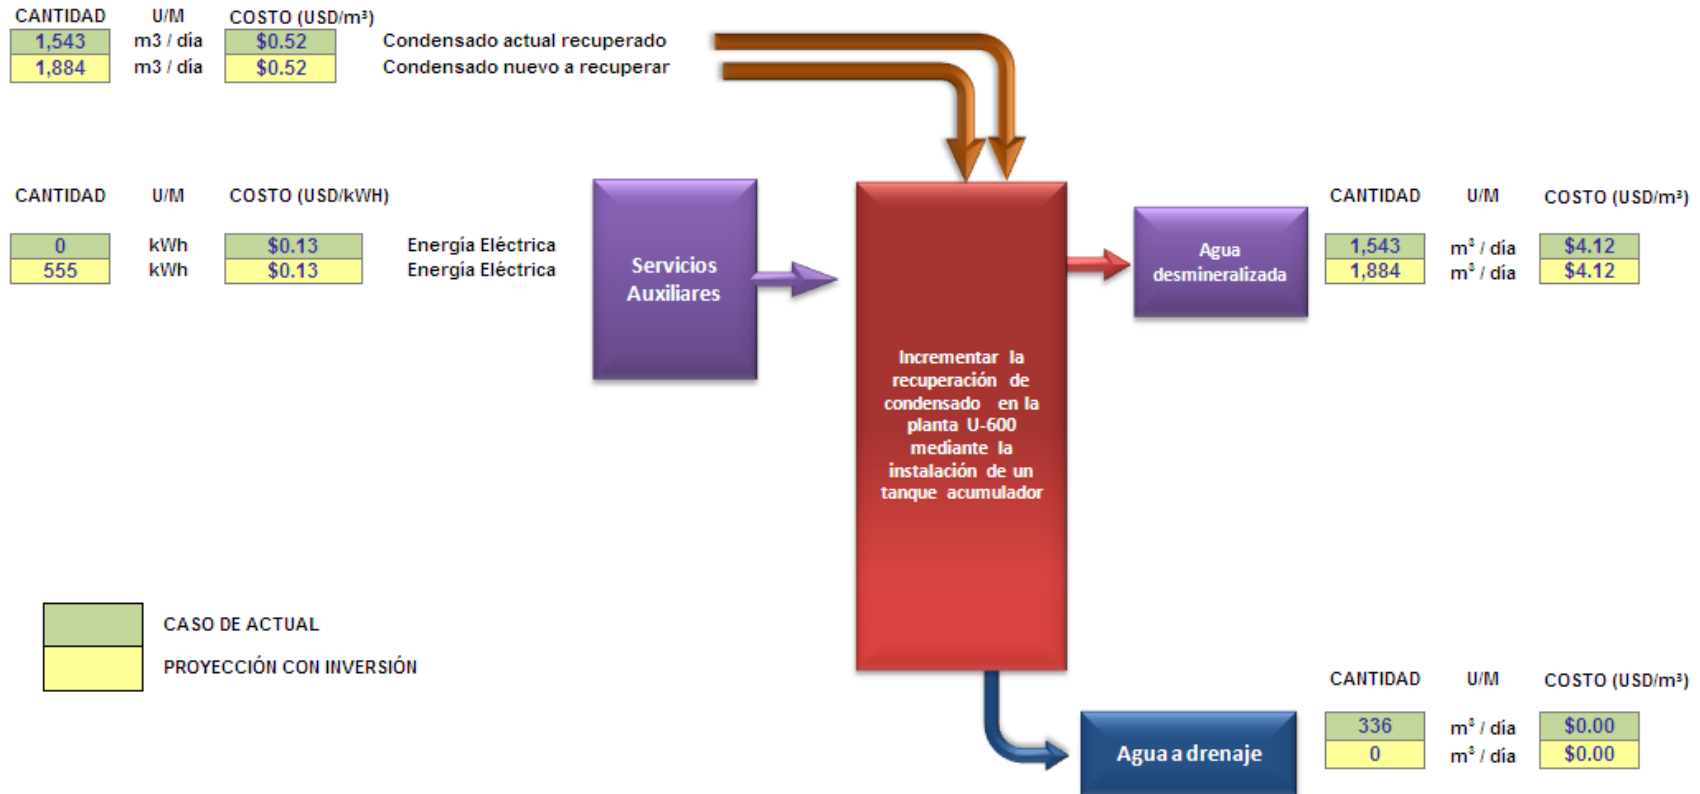 CANTIDAD U/M COSTO (USD/m³)
1,543 m3 / día $0.52 Condensado actual recuperado
1,884 m3 / día $0.52 Condensado nuevo a recuperar
CANTIDAD U/M COSTO (USD/kWH)
0 kWh $0.13 Energía Eléctrica
555 kWh $0.13 Energía Eléctrica
Servicios
Auxiliares
Incrementar la
recuperación de
condensado en la
planta U-600
mediante la
instalación de un
tanque acumulador
Agua
desmineralizada
CANTIDAD U/M COSTO (USD/m³)
1,543 m³ / día $4.12
1,884 m³ / día $4.12
CASO DE ACTUAL
PROYECCIÓN CON INVERSIÓN
Agua a drenaje
CANTIDAD U/M COSTO (USD/m³)
336 m³ / día $0.00
0 m³ / día $0.00